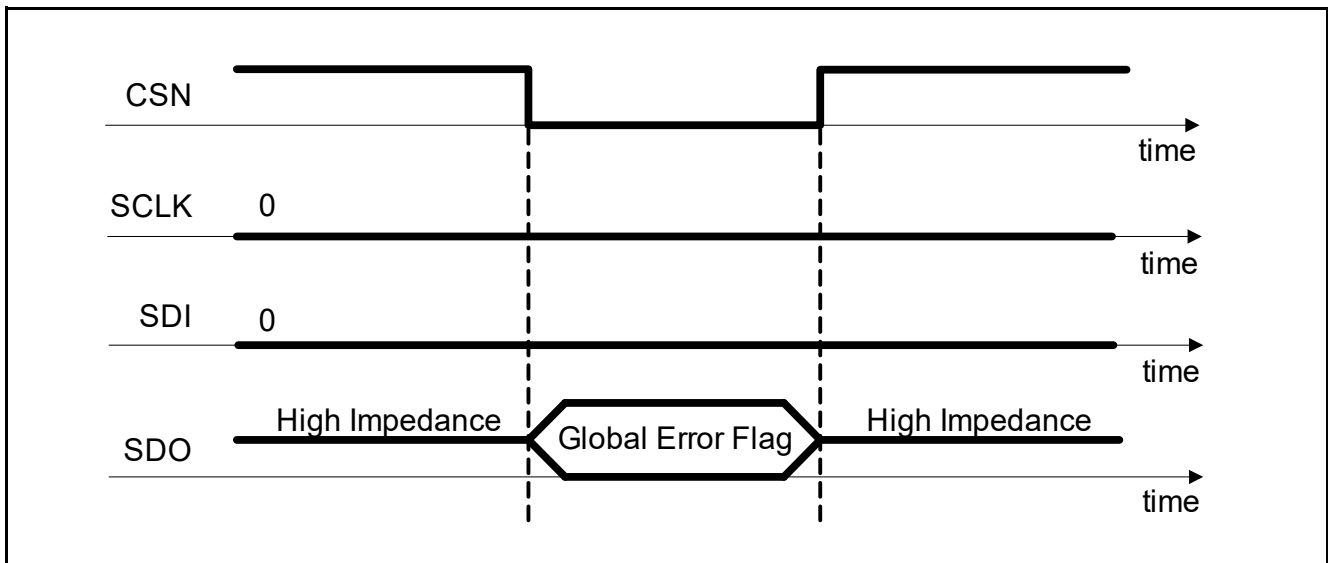 CSN
time
SCLK
0
time
SDI
0
time
High Impedance
Global Error Flag
High Impedance
SDO
time